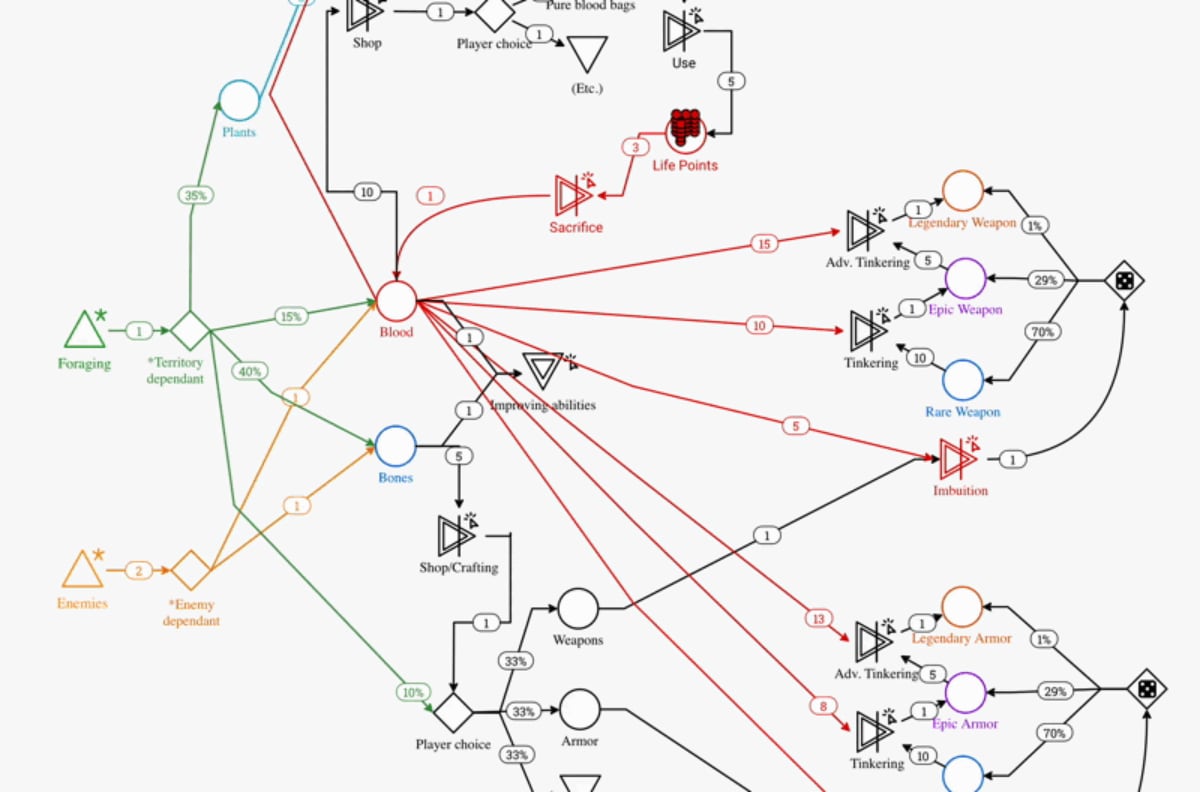 Pure blood bags
1
Shop
Player choice
1
(Etc.)
Use
5
Plants
3
Life Points
35%
10
1
Sacrifice
1
Legendary Weapon
1%
15
Adv. Tinkering
5
29%
1
Epic Weapon
Foraging
1
15%
Blood
10
Tinkering
10
70%
*Territory
dependant
40%
1
Improving abilities
Rare Weapon
1
1
5
1
Imbuition
Bones
5
1
Shop/Crafting
1
Enemies
2
*Enemy
dependant
1
Weapons
13
1
Legendary Armor
1%
33%
Adv. Tinkering
5
29%
10%
33%
8
1
Epic Armor
Player choice
Armor
70%
33%
Tinkering
10